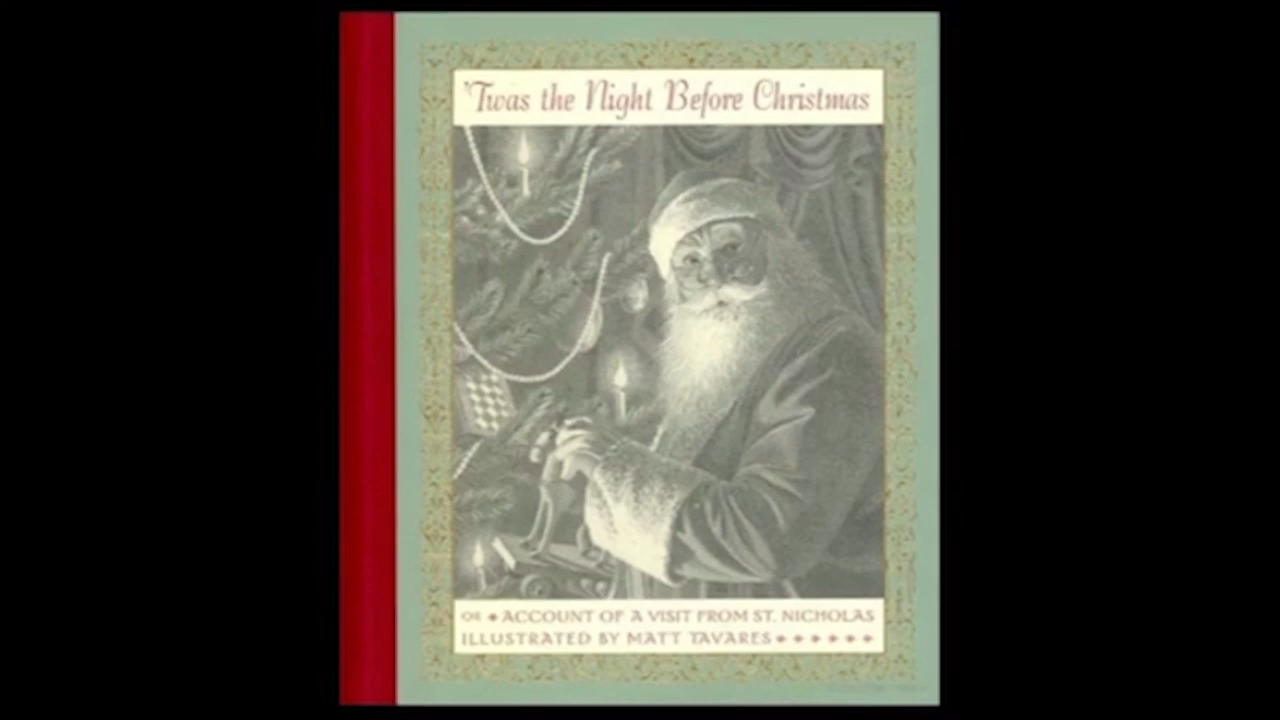 'Twas the Night Before Christmas
OR ♦ ACCOUNT OF A VISIT FROM ST. NICHOLAS
ILLUSTRATED BY MATT TAVARES ♦ ♦ ♦ ♦ ♦ ♦